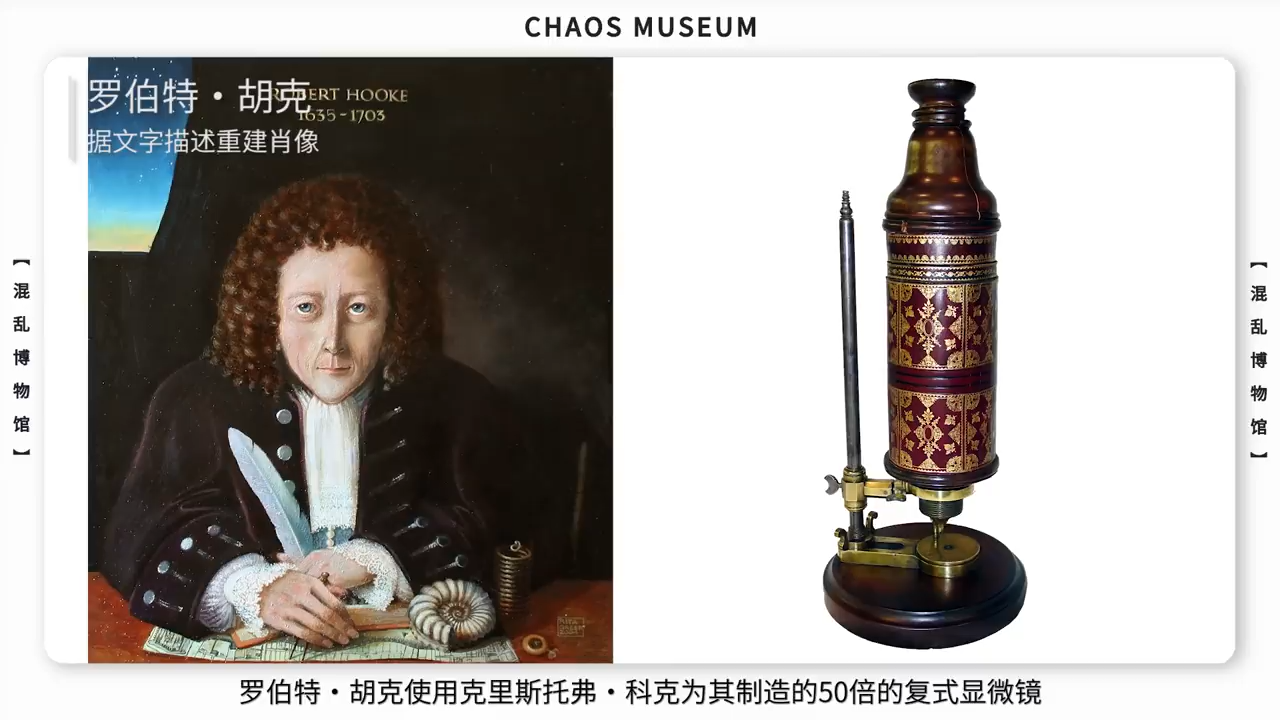 CHAOS MUSEUM
罗伯特·胡克
ROBERT HOOKE
1635-1703
据文字描述重建肖像
【混乱博物馆】
【混乱博物馆】
罗伯特·胡克使用克里斯托弗·科克为其制造的50倍的复式显微镜